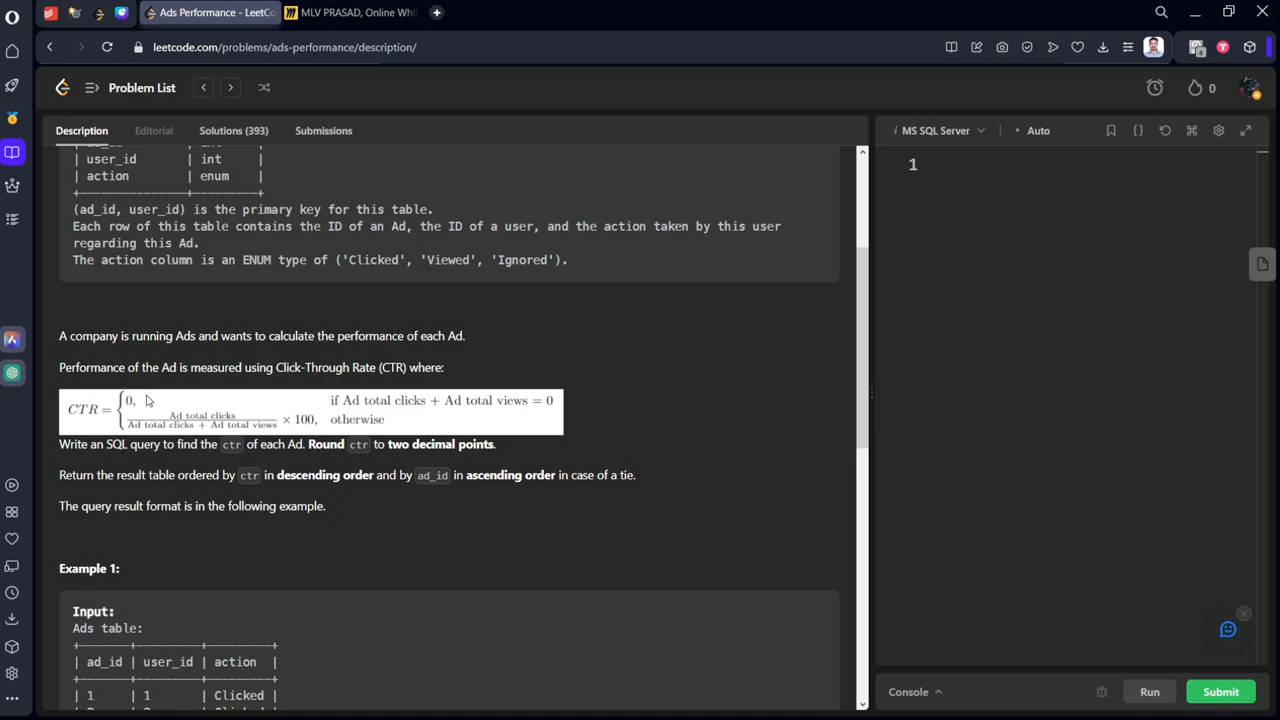 Ads Performance - LeetCo
MLV PRASAD, Online Whi
leetcode.com/problems/ads-performance/description/
Problem List
0
Description
Editorial
Solutions (393)
Submissions
MS SQL Server
Auto
1
| user_id | int |
| action | enum |
+---------------+---------+
(ad_id, user_id) is the primary key for this table.
Each row of this table contains the ID of an Ad, the ID of a user, and the action taken by this user
regarding this Ad.
The action column is an ENUM type of ('Clicked', 'Viewed', 'Ignored').
A company is running Ads and wants to calculate the performance of each Ad.
Performance of the Ad is measured using Click-Through Rate (CTR) where:
0, if Ad total clicks + Ad total views = 0
CTR = { Ad total clicks / Ad total clicks + Ad total views × 100, otherwise
Write an SQL query to find the ctr of each Ad. Round ctr to two decimal points.
Return the result table ordered by ctr in descending order and by ad_id in ascending order in case of a tie.
The query result format is in the following example.
Example 1:
Input:
Ads table:
+-------+---------+---------+
| ad_id | user_id | action |
+-------+---------+---------+
| 1 | 1 | Clicked |
Console
Run
Submit